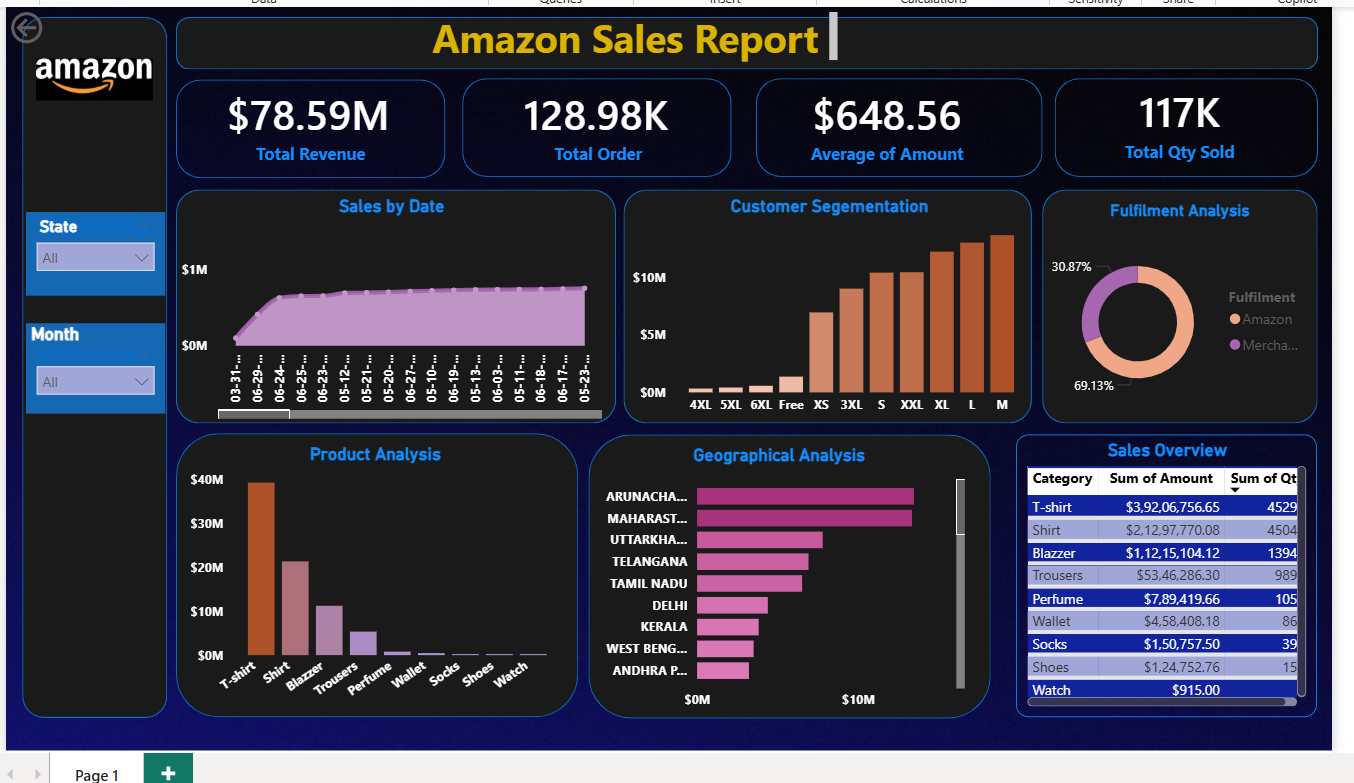 Data Queries Insert Calculations Sensitivity Share Copilot
amazon
Amazon Sales Report
$78.59M
Total Revenue
128.98K
Total Order
$648.56
Average of Amount
117K
Total Qty Sold
State
All
Month
All
Sales by Date
$1M
$0M
03-31-...
06-29-...
06-24-...
06-25-...
06-23-...
05-12-...
05-21-...
05-20-...
06-27-...
05-10-...
06-19-...
05-13-...
06-03-...
05-11-...
06-18-...
06-17-...
05-23-...
Customer Segementation
$10M
$5M
$0M
4XL 5XL 6XL Free XS 3XL S XXL XL L M
Fulfilment Analysis
30.87%
69.13%
Fulfilment
Amazon
Mercha...
Product Analysis
$40M
$30M
$20M
$10M
$0M
T-shirt
Shirt
Blazzer
Trousers
Perfume
Wallet
Socks
Shoes
Watch
Geographical Analysis
ARUNACHA...
MAHARAST...
UTTARKHA...
TELANGANA
TAMIL NADU
DELHI
KERALA
WEST BENG...
ANDHRA P...
$0M $10M
Sales Overview
Category Sum of Amount Sum of Qt
T-shirt $3,92,06,756.65 4529
Shirt $2,12,97,770.08 4504
Blazzer $1,12,15,104.12 1394
Trousers $53,46,286.30 989
Perfume $7,89,419.66 105
Wallet $4,58,408.18 86
Socks $1,50,757.50 39
Shoes $1,24,752.76 15
Watch $915.00
Page 1